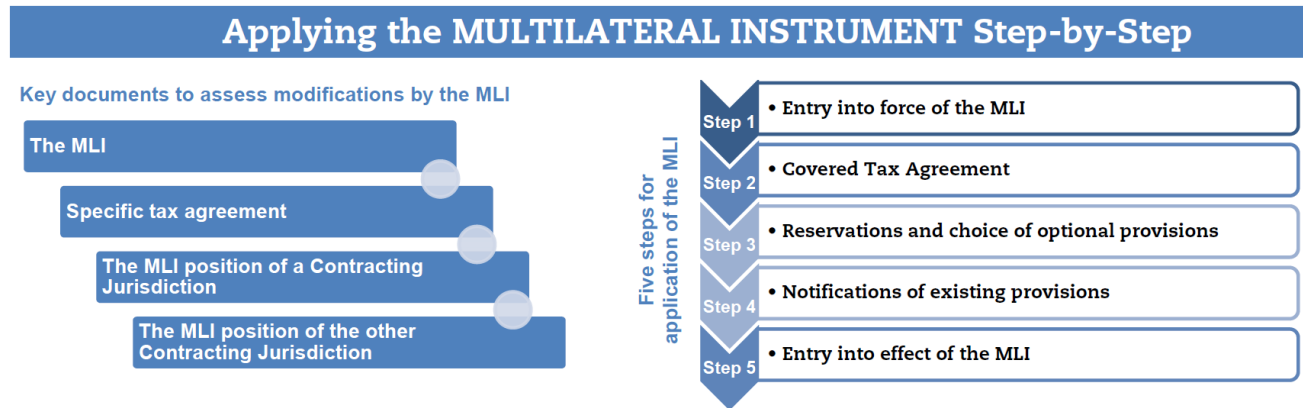 Applying the MULTILATERAL INSTRUMENT Step-by-Step
Key documents to assess modifications by the MLI
The MLI
Specific tax agreement
The MLI position of a Contracting
Jurisdiction
The MLI position of the other
Contracting Jurisdiction
Five steps for
application of the MLI
Step 1
• Entry into force of the MLI
Step 2
• Covered Tax Agreement
Step 3
• Reservations and choice of optional provisions
Step 4
• Notifications of existing provisions
Step 5
• Entry into effect of the MLI